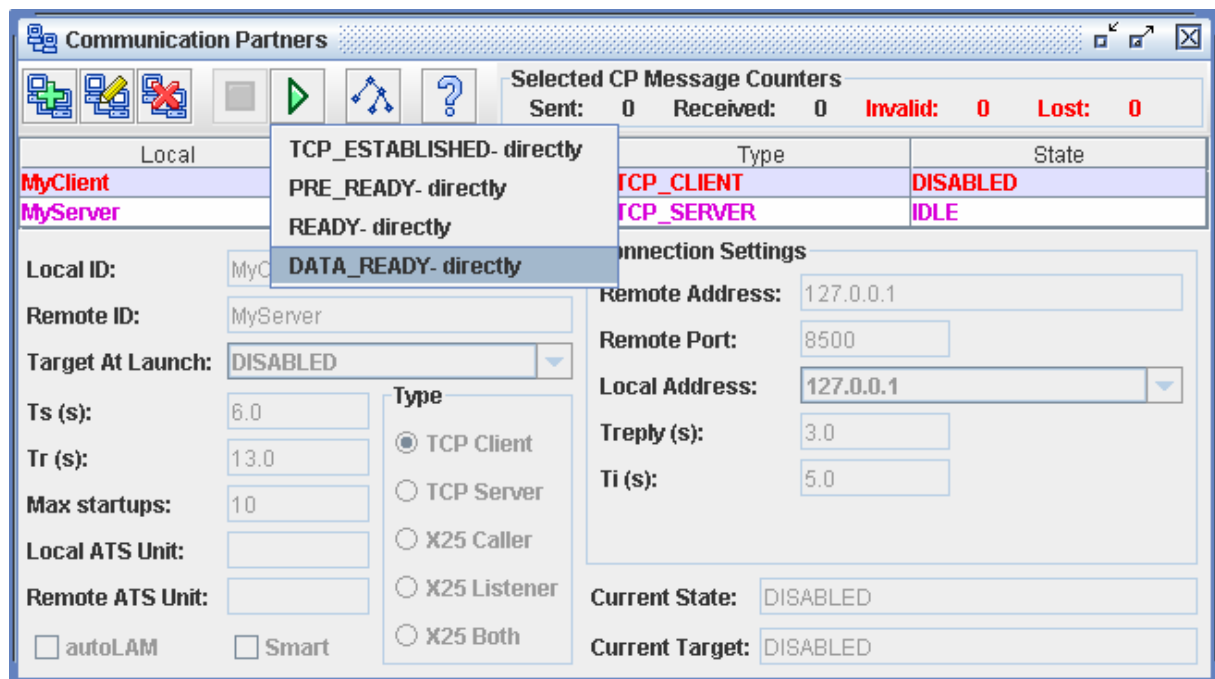 Communication Partners
Selected CP Message Counters
Sent: 0 Received: 0 Invalid: 0 Lost: 0
Local Type State
MyClient TCP_CLIENT DISABLED
MyServer TCP_SERVER IDLE
TCP_ESTABLISHED- directly
PRE_READY- directly
READY- directly
DATA_READY- directly
Local ID: MyC
Remote ID: MyServer
Target At Launch: DISABLED
Ts (s): 6.0
Tr (s): 13.0
Max startups: 10
Local ATS Unit:
Remote ATS Unit:
autoLAM Smart
Type
TCP Client
TCP Server
X25 Caller
X25 Listener
X25 Both
onnection Settings
Remote Address: 127.0.0.1
Remote Port: 8500
Local Address: 127.0.0.1
Treply (s): 3.0
Ti (s): 5.0
Current State: DISABLED
Current Target: DISABLED